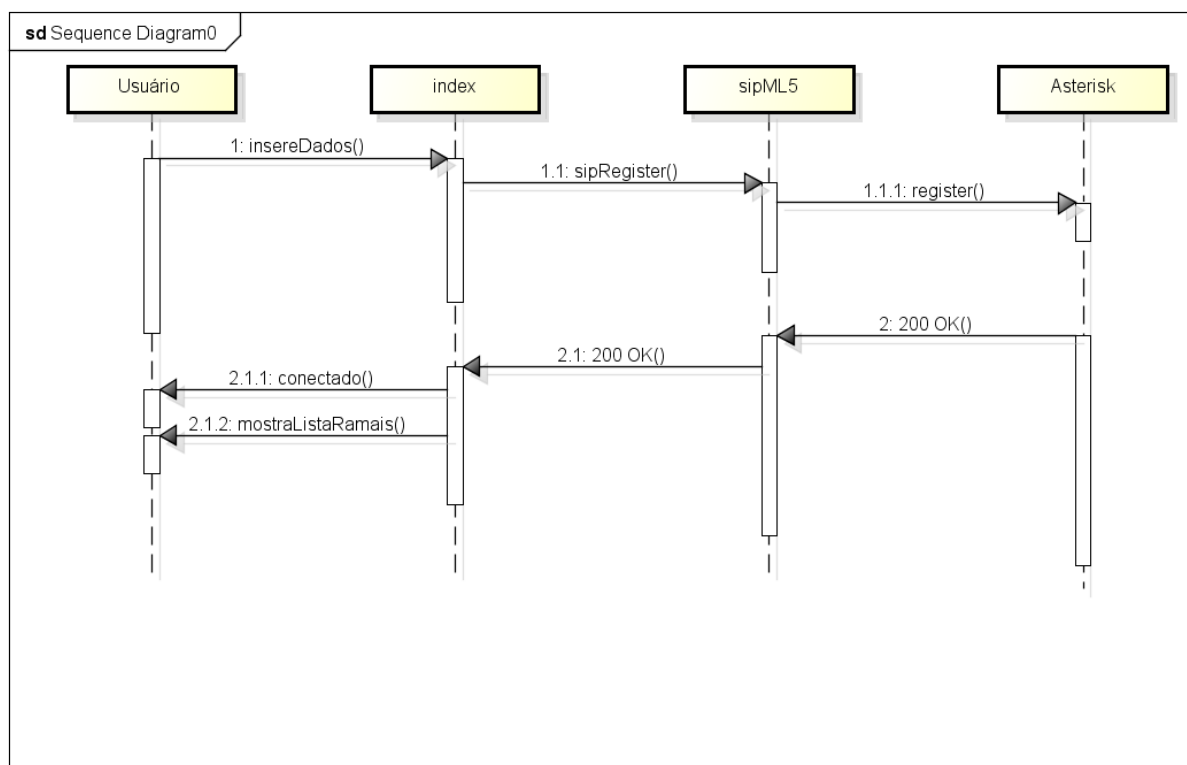 sd Sequence Diagram0
Usuário
index
sipML5
Asterisk
1: insereDados()
1.1: sipRegister()
1.1.1: register()
2: 200 OK()
2.1: 200 OK()
2.1.1: conectado()
2.1.2: mostraListaRamais()